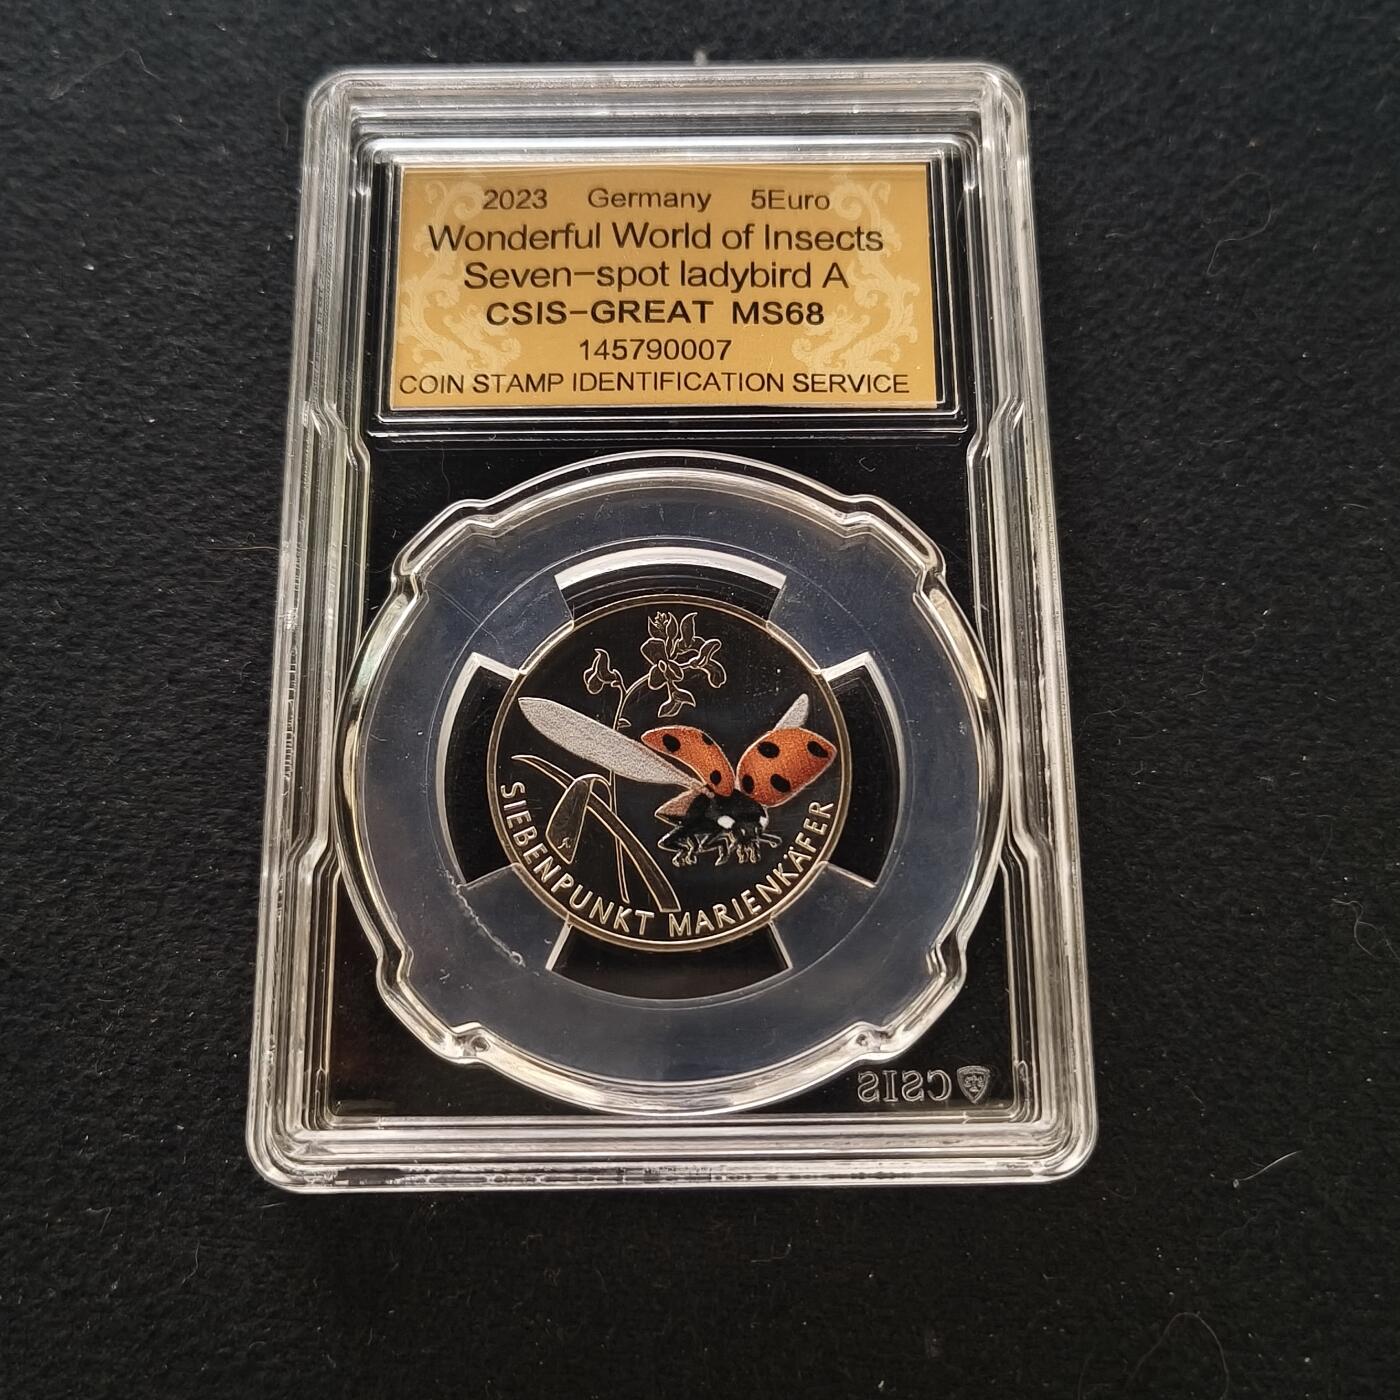 2023 Germany 5Euro
Wonderful World of Insects
Seven-spot ladybird A
CSIS-GREAT MS68
145790007
COIN STAMP IDENTIFICATION SERVICE
SIEBENPUNKT MARIENKÄFER
CSIS